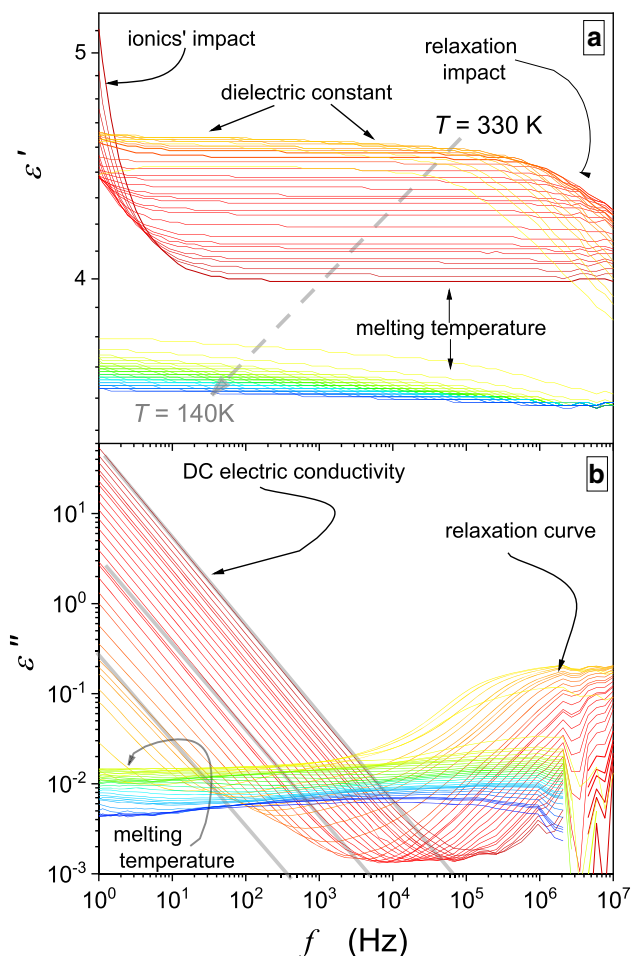 a
ionics' impact
relaxation
impact
dielectric constant
T = 330 K
5
4
ε'
melting temperature
T = 140K
b
DC electric conductivity
relaxation curve
10¹
10⁰
10⁻¹
10⁻²
10⁻³
ε''
melting
temperature
10⁰ 10¹ 10² 10³ 10⁴ 10⁵ 10⁶ 10⁷
f (Hz)